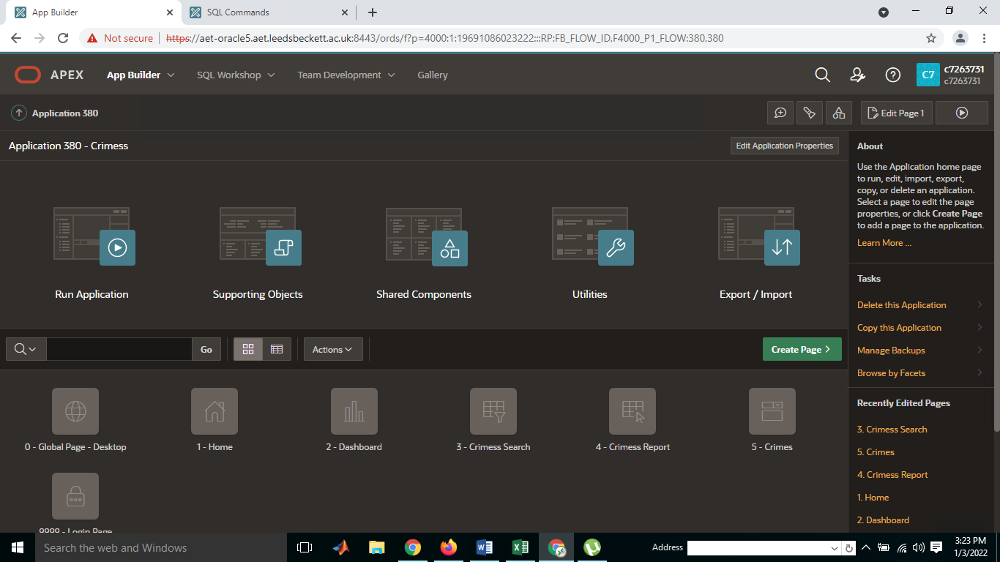 App Builder
SQL Commands
Not secure
https://aet-oracle5.aet.leedsbeckett.ac.uk:8443/ords/f?p=4000:1:19691086023222:::RP:FB_FLOW_ID,F4000_P1_FLOW:380,380
APEX
App Builder
SQL Workshop
Team Development
Gallery
C7
c7263731
c7263731
Application 380
Edit Page 1
Application 380 - Crimess
Edit Application Properties
Run Application
Supporting Objects
Shared Components
Utilities
Export / Import
Go
Actions
Create Page
0 - Global Page - Desktop
1 - Home
2 - Dashboard
3 - Crimess Search
4 - Crimess Report
5 - Crimes
9999 - Login Page
About
Use the Application home page
to run, edit, import, export,
copy, or delete an application.
Select a page to edit the page
properties, or click Create Page
to add a page to the application.
Learn More ...
Tasks
Delete this Application
Copy this Application
Manage Backups
Browse by Facets
Recently Edited Pages
3. Crimess Search
5. Crimes
4. Crimess Report
1. Home
2. Dashboard
Search the web and Windows
Address
3:23 PM
1/3/2022